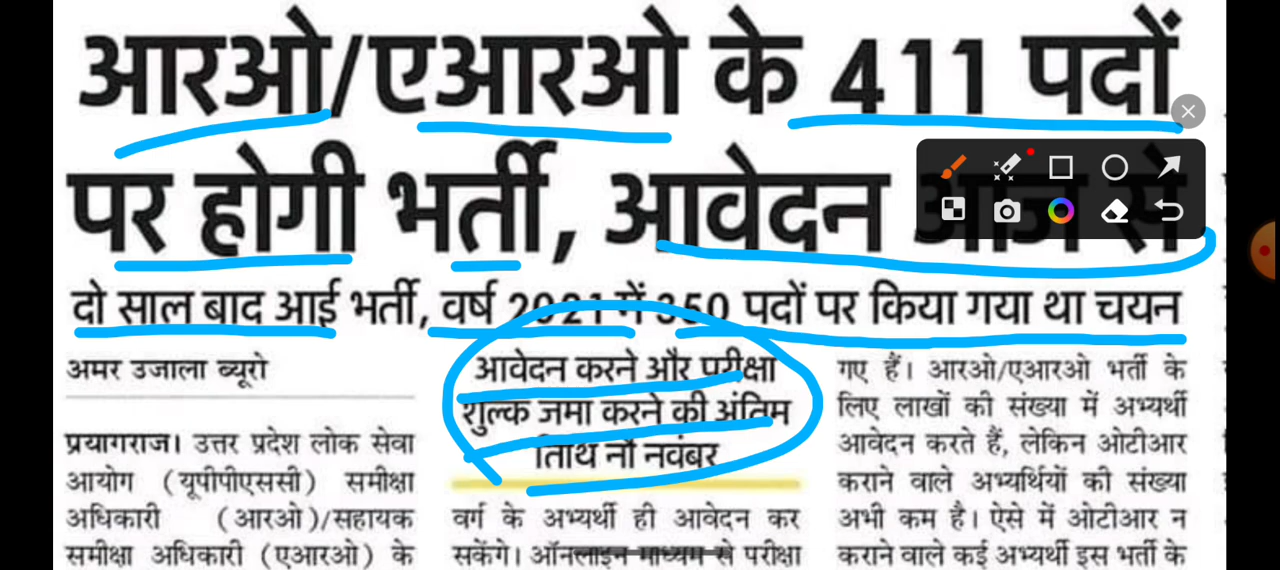 आरओ/एआरओ के 411 पदों
पर होगी भर्ती, आवेदन आज से
दो साल बाद आई भर्ती, वर्ष 2021 में 350 पदों पर किया गया था चयन
अमर उजाला ब्यूरो
प्रयागराज। उत्तर प्रदेश लोक सेवा
आयोग (यूपीपीएससी) समीक्षा
अधिकारी (आरओ)/सहायक
समीक्षा अधिकारी (एआरओ) के
आवेदन करने और परीक्षा
शुल्क जमा करने की अंतिम
तिथि नौ नवंबर
वर्ग के अभ्यर्थी ही आवेदन कर
सकेंगे। ऑनलाइन माध्यम से परीक्षा
गए हैं। आरओ/एआरओ भर्ती के
लिए लाखों की संख्या में अभ्यर्थी
आवेदन करते हैं, लेकिन ओटीआर
कराने वाले अभ्यर्थियों की संख्या
अभी कम है। ऐसे में ओटीआर न
कराने वाले कई अभ्यर्थी इस भर्ती के